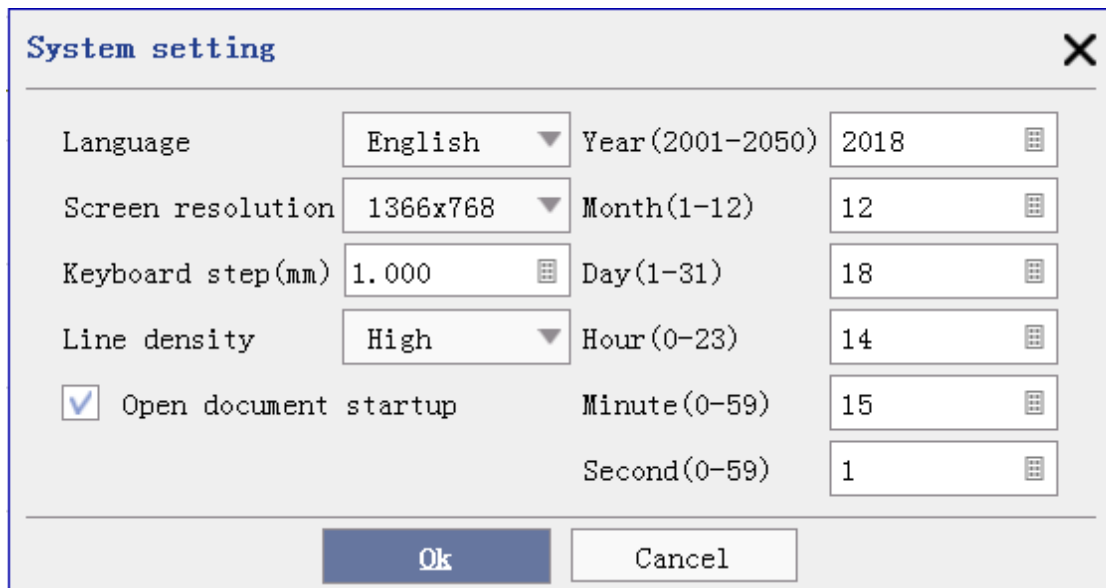 System setting
Language English Year(2001-2050) 2018
Screen resolution 1366x768 Month(1-12) 12
Keyboard step(mm) 1.000 Day(1-31) 18
Line density High Hour(0-23) 14
Open document startup Minute(0-59) 15
Second(0-59) 1
Ok Cancel